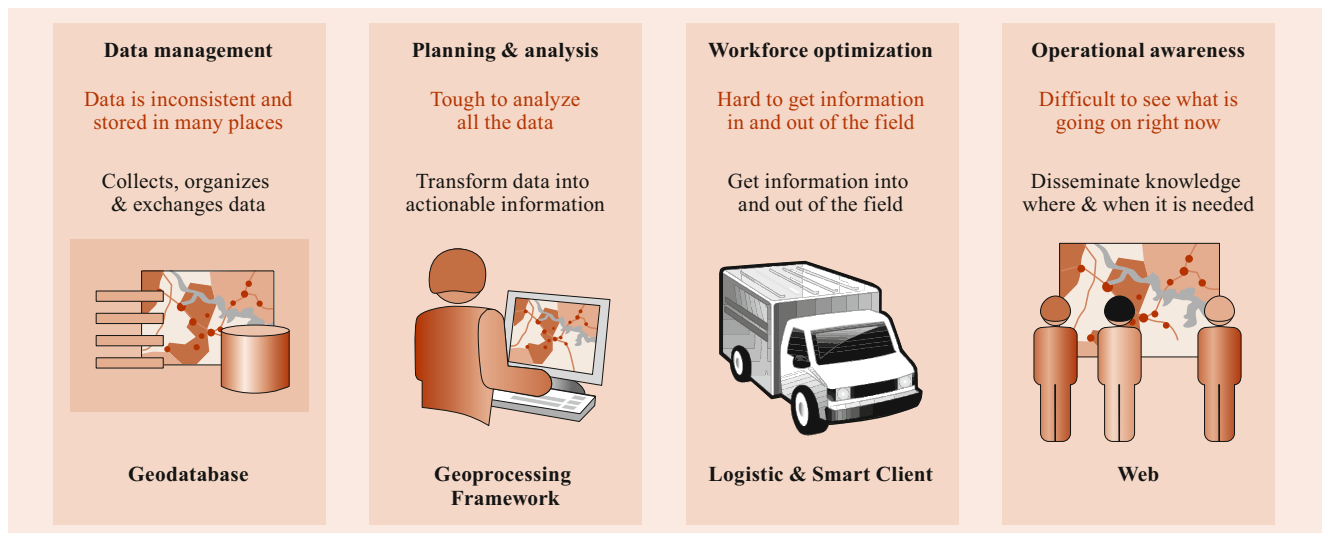 Data management
Data is inconsistent and
stored in many places
Collects, organizes
& exchanges data
Geodatabase
Planning & analysis
Tough to analyze
all the data
Transform data into
actionable information
Geoprocessing
Framework
Workforce optimization
Hard to get information
in and out of the field
Get information into
and out of the field
Logistic & Smart Client
Operational awareness
Difficult to see what is
going on right now
Disseminate knowledge
where & when it is needed
Web